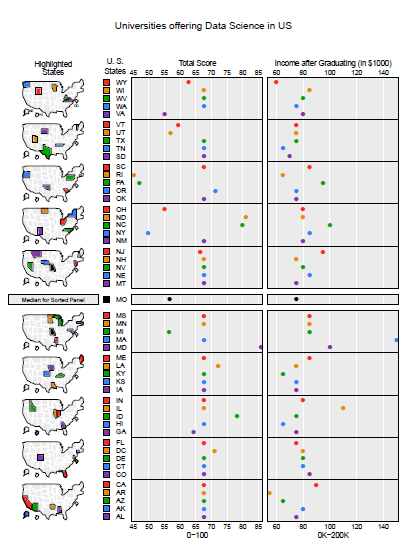 Universities offering Data Science in US
Highlighted States
U. S. States
Total Score
Income after Graduating (In $1000)
45 50 55 60 65 70 75 80 85
60 80 100 120 140
WY
WI
WV
WA
VA
VT
UT
TX
TN
SD
SC
RI
PA
OR
OK
OH
ND
NC
NY
NM
NJ
NH
NV
NE
MT
Median for Sorted Panel
MO
MS
MN
MI
MA
MD
ME
LA
KY
KS
IA
IN
IL
ID
HI
GA
FL
DC
DE
CT
CO
CA
AR
AZ
AK
AL
45 50 55 60 65 70 75 80 85
60 80 100 120 140
0-100
0K-200K